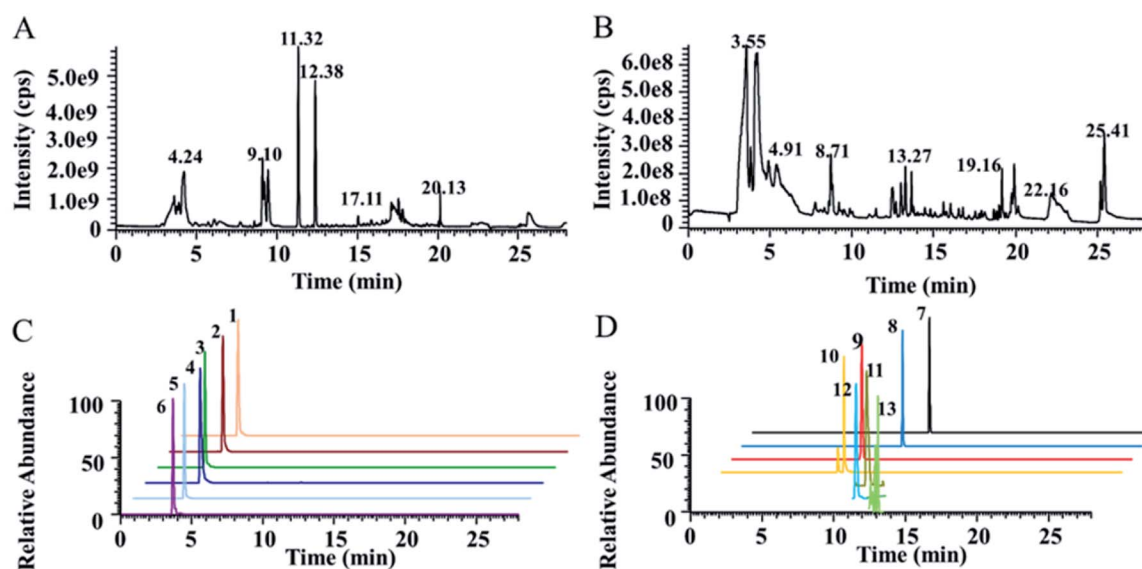 A
11.32
12.38
5.0e9
4.0e9
3.0e9
2.0e9
1.0e9
0
Intensity (cps)
4.24
9.10
17.11
20.13
5 10 15 20 25
Time (min)
B
3.55
6.0e8
5.0e8
4.0e8
3.0e8
2.0e8
1.0e8
0
Intensity (cps)
4.91
8.71
13.27
19.16
22.16
25.41
0 5 10 15 20 25
Time (min)
C
1
2
3
4
5
6
100
50
0
Relative Abundance
0 5 10 15 20 25
Time (min)
D
7
8
9
10
11
12
13
100
50
0
Relative Abundance
0 5 10 15 20 25
Time (min)